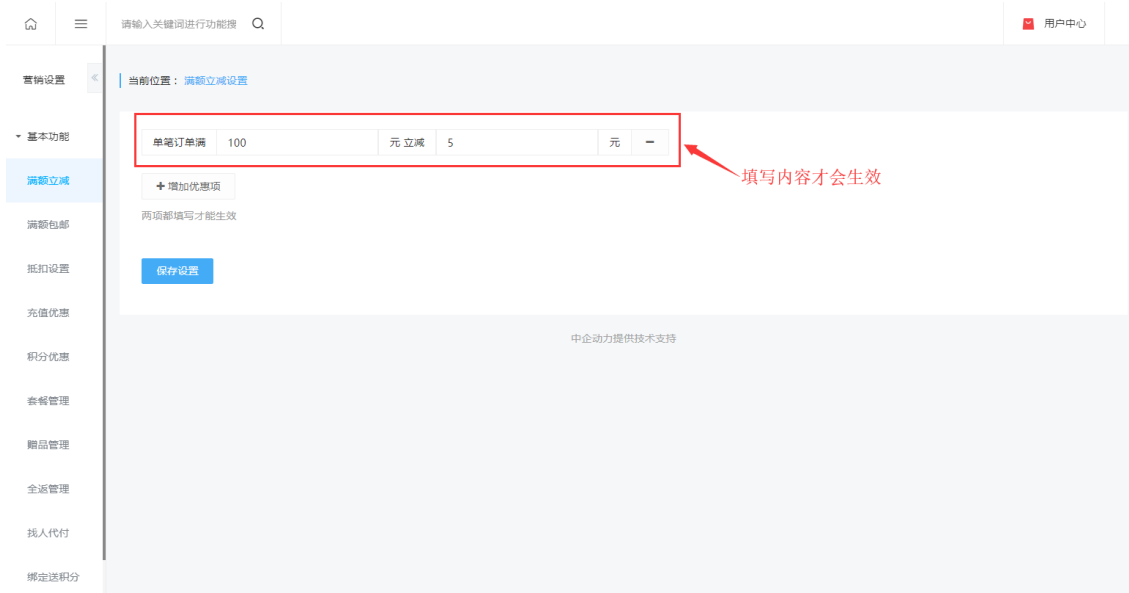 请输入关键词进行功能搜
用户中心
营销设置
«
当前位置： 满额立减设置
基本功能
单笔订单满 100 元 立减 5 元 −
填写内容才会生效
满额立减
+ 增加优惠项
两项都填写才能生效
满额包邮
抵扣设置
保存设置
充值优惠
中企动力提供技术支持
积分优惠
套餐管理
赠品管理
全返管理
找人代付
绑定送积分